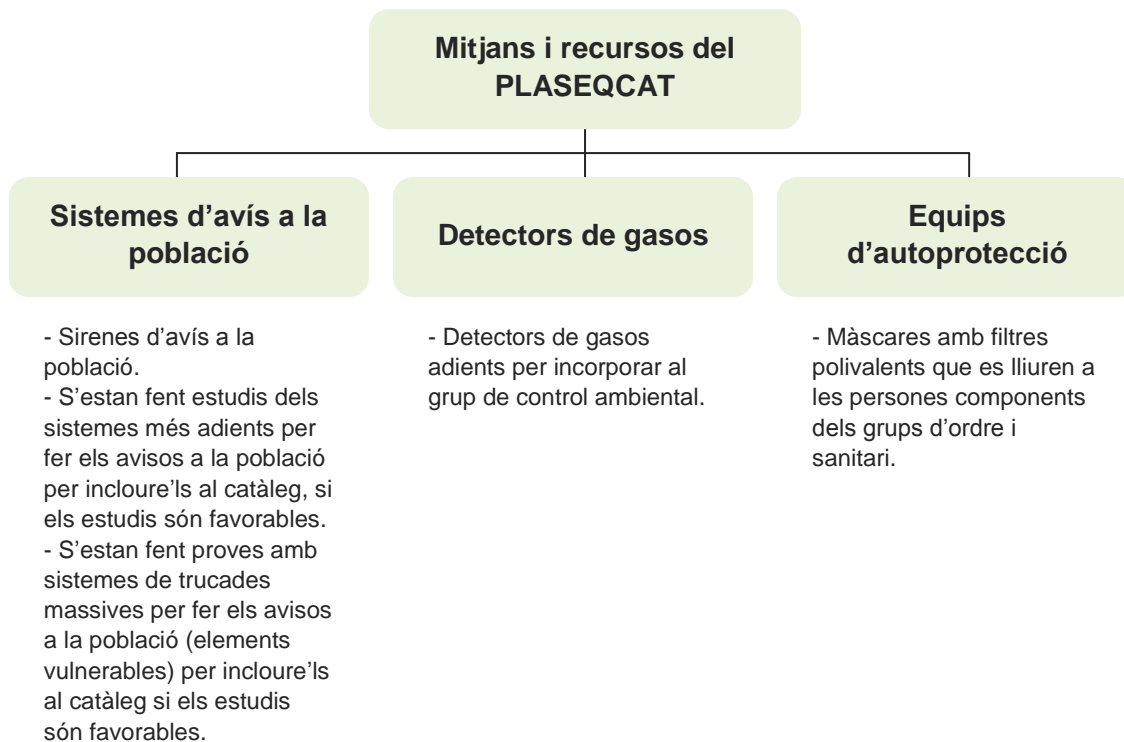 Mitjans i recursos del
PLASEQCAT
Sistemes d’avís a la
població
- Sirenes d’avís a la
població.
- S’estan fent estudis dels
sistemes més adients per
fer els avisos a la població
per incloure’ls al catàleg, si
els estudis són favorables.
- S’estan fent proves amb
sistemes de trucades
massives per fer els avisos
a la població (elements
vulnerables) per incloure’ls
al catàleg si els estudis
són favorables.
Detectors de gasos
- Detectors de gasos
adients per incorporar al
grup de control ambiental.
Equips
d’autoprotecció
- Màscares amb filtres
polivalents que es lliuren a
les persones components
dels grups d’ordre i
sanitari.